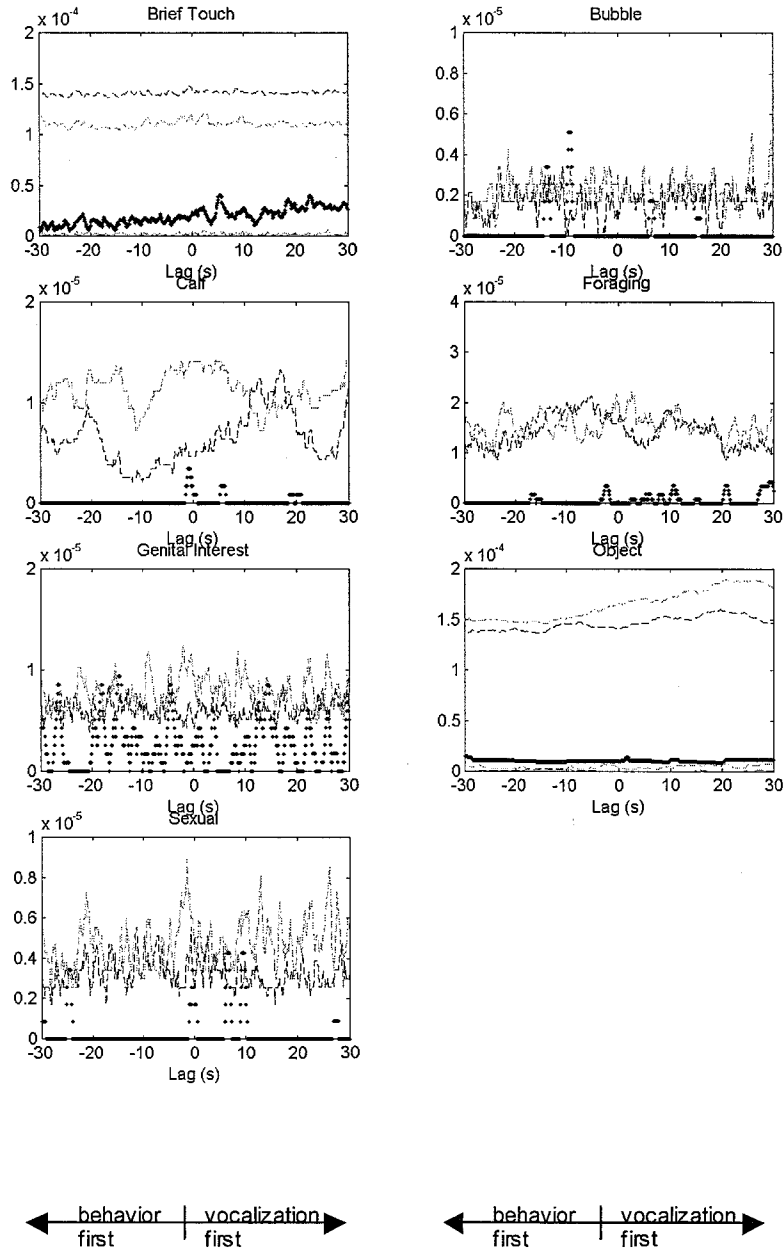 Brief Touch
x 10-4
2
1.5
1
0.5
0
-30 -20 -10 0 10 20 30
Lag (s)
Bubble
x 10-5
1
0.8
0.6
0.4
0.2
0
-30 -20 -10 0 10 20 30
Lag (s)
Calf
x 10-5
2
1
0
-30 -20 -10 0 10 20 30
Lag (s)
Foraging
x 10-5
4
3
2
1
0
-30 -20 -10 0 10 20 30
Lag (s)
Genital Interest
x 10-5
2
1
0
-30 -20 -10 0 10 20 30
Lag (s)
Object
x 10-4
2
1.5
1
0.5
0
-30 -20 -10 0 10 20 30
Lag (s)
Sexual
x 10-5
1
0.8
0.6
0.4
0.2
0
-30 -20 -10 0 10 20 30
Lag (s)
behavior first
vocalization first
behavior first
vocalization first